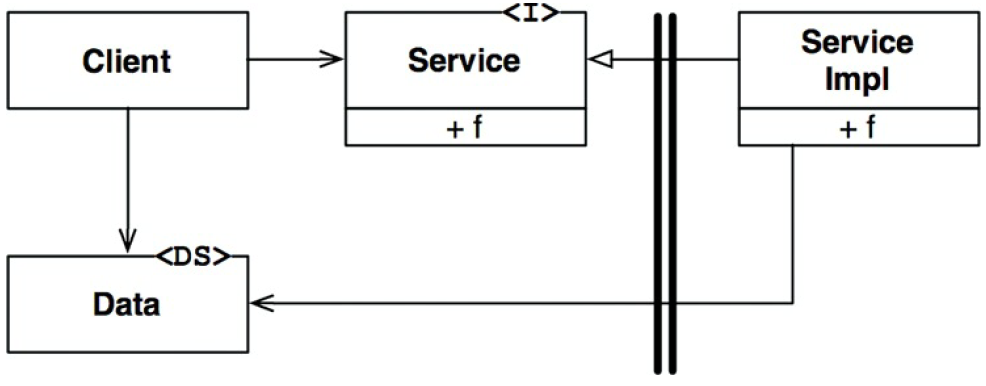 <I>
Client
Service
+ f
Service
Impl
+ f
<DS>
Data